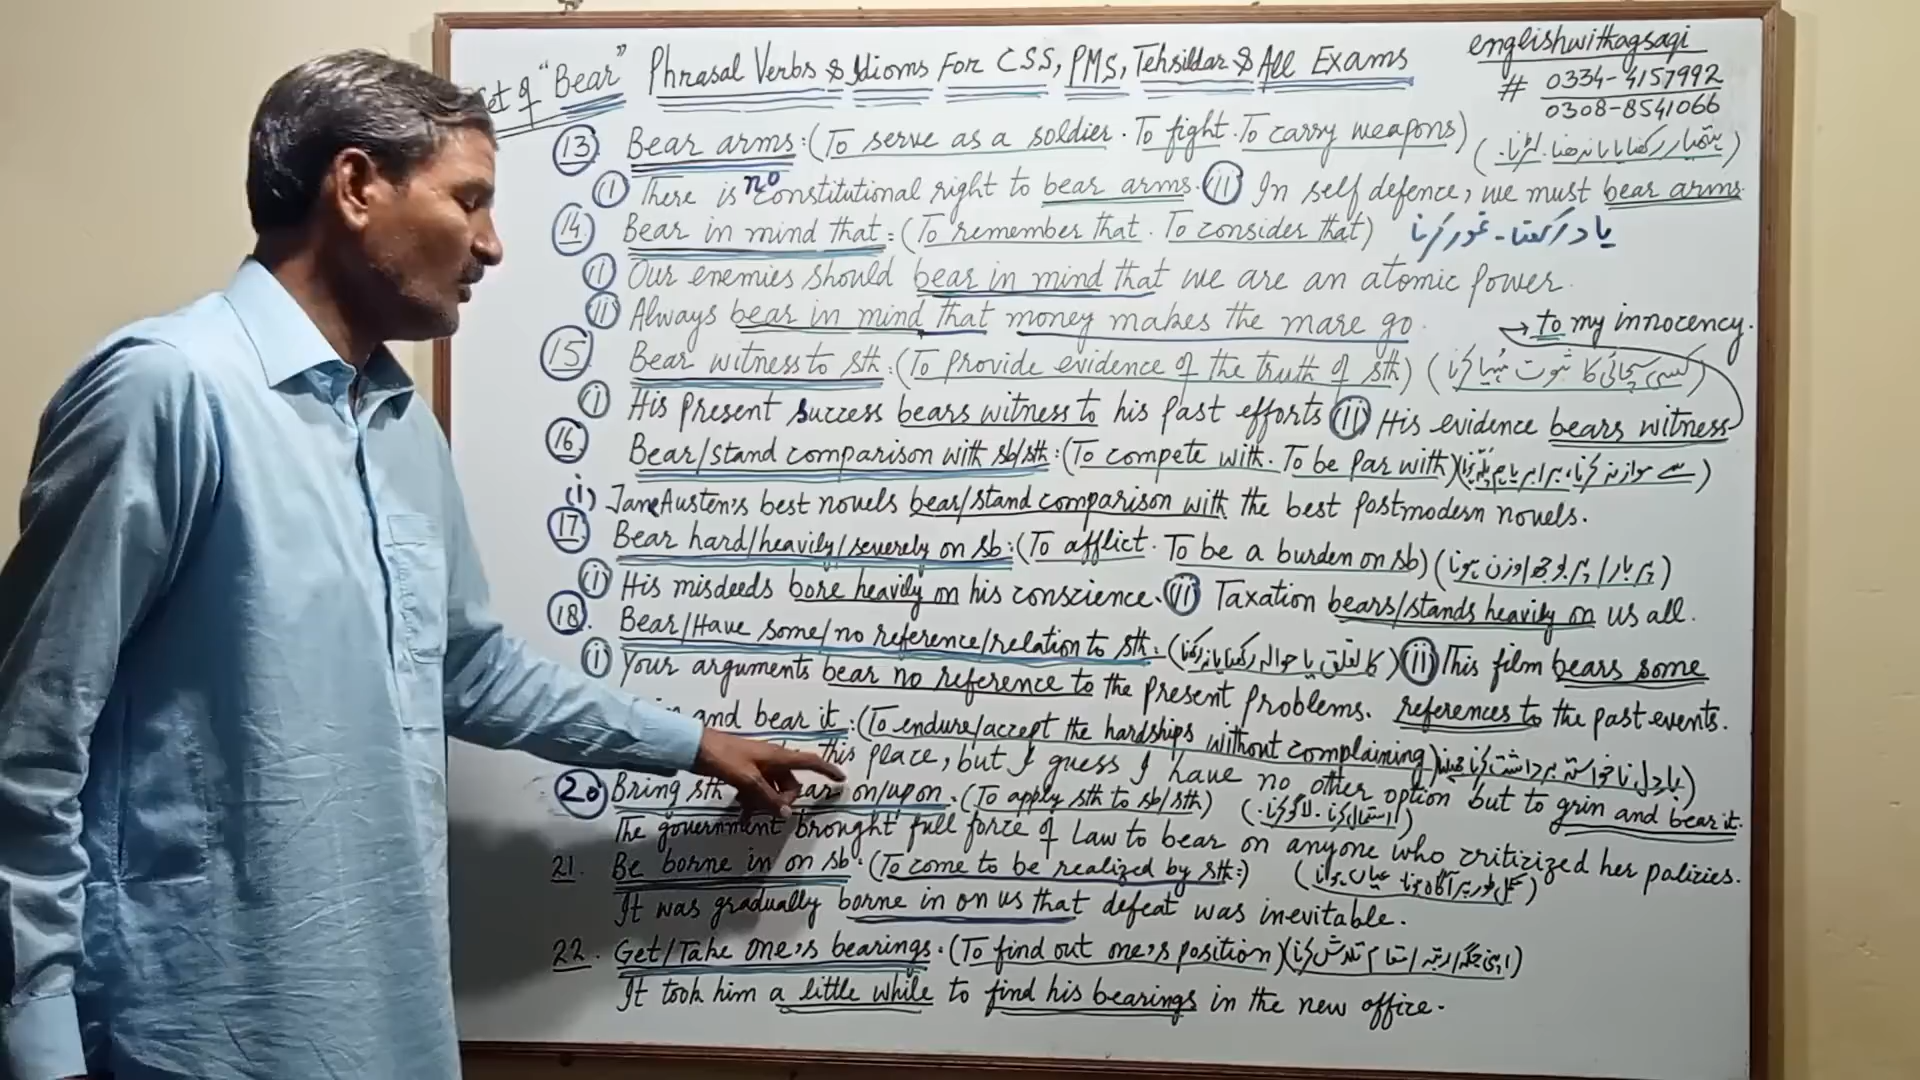 Set of "Bear" Phrasal Verbs & Idioms For CSS, PMS, Tehsildar & All Exams
englishwithagsaqi
# 0334-4157992
0308-8541066
13 Bear arms: (To serve as a soldier. To fight. To carry weapons)
(i) There is no constitutional right to bear arms. (ii) In self defence, we must bear arms.
14. Bear in mind that: (To remember that. To consider that) یاد رکھنا - غور کرنا
(i) Our enemies should bear in mind that we are an atomic power.
(ii) Always bear in mind that money makes the mare go.
→ to my innocency.
15 Bear witness to sth: (To provide evidence of the truth of sth) (کسی سچائی کا ثبوت مہیا کرنا)
(i) His present success bears witness to his past efforts (ii) His evidence bears witness
16. Bear/stand comparison with sb/sth: (To compete with. To be par with)
(i) Jane Austen's best novels bear/stand comparison with the best postmodern novels.
17. Bear hard/heavily/severely on sb: (To afflict. To be a burden on sb)
(i) His misdeeds bore heavily on his conscience. (ii) Taxation bears/stands heavily on us all.
18. Bear/Have some/no reference/relation to sth.
(i) Your arguments bear no reference to the present problems. (ii) This film bears some references to the past events.
and bear it: (To endure/accept the hardships without complaining)
this place, but I guess I have no other option but to grin and bear it.
20 Bring sth on/upon. (To apply sth to sb/sth)
The government brought full force of law to bear on anyone who critizized her policies.
21. Be borne in on sb: (To come to be realized by sth:)
It was gradually borne in on us that defeat was inevitable.
22. Get/Take one's bearings: (To find out one's position)
It took him a little while to find his bearings in the new office.